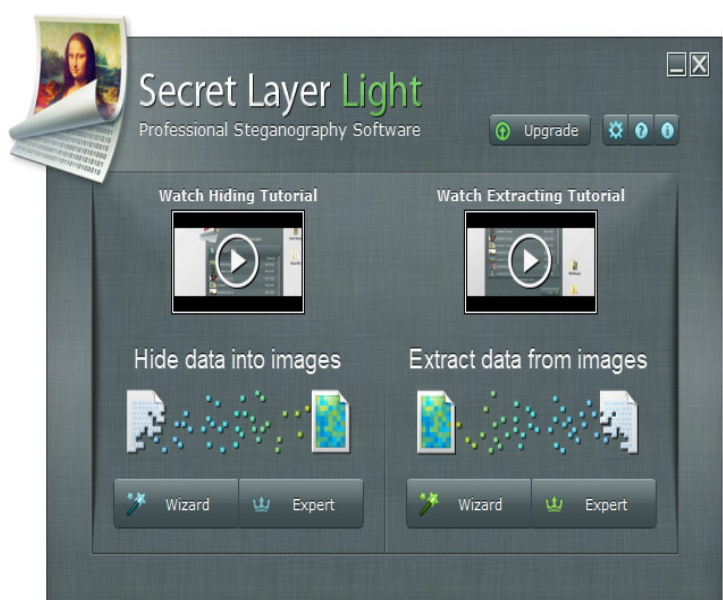 Secret Layer Light
Professional Steganography Software
Upgrade
Watch Hiding Tutorial
Watch Extracting Tutorial
Hide data into images
Extract data from images
Wizard
Expert
Wizard
Expert